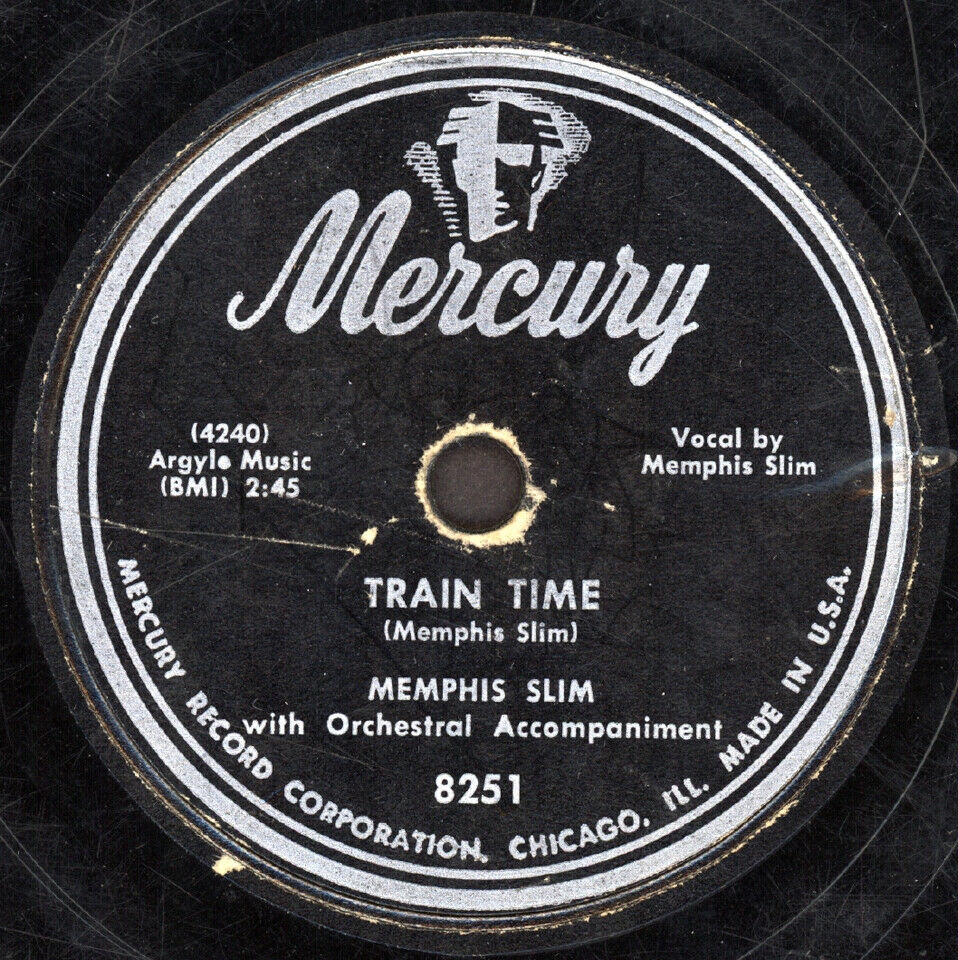 Mercury
(4240)
Argyle Music
(BMI) 2:45
Vocal by
Memphis Slim
TRAIN TIME
(Memphis Slim)
MEMPHIS SLIM
with Orchestral Accompaniment
8251
MERCURY RECORD CORPORATION, CHICAGO, ILL. MADE IN U.S.A.